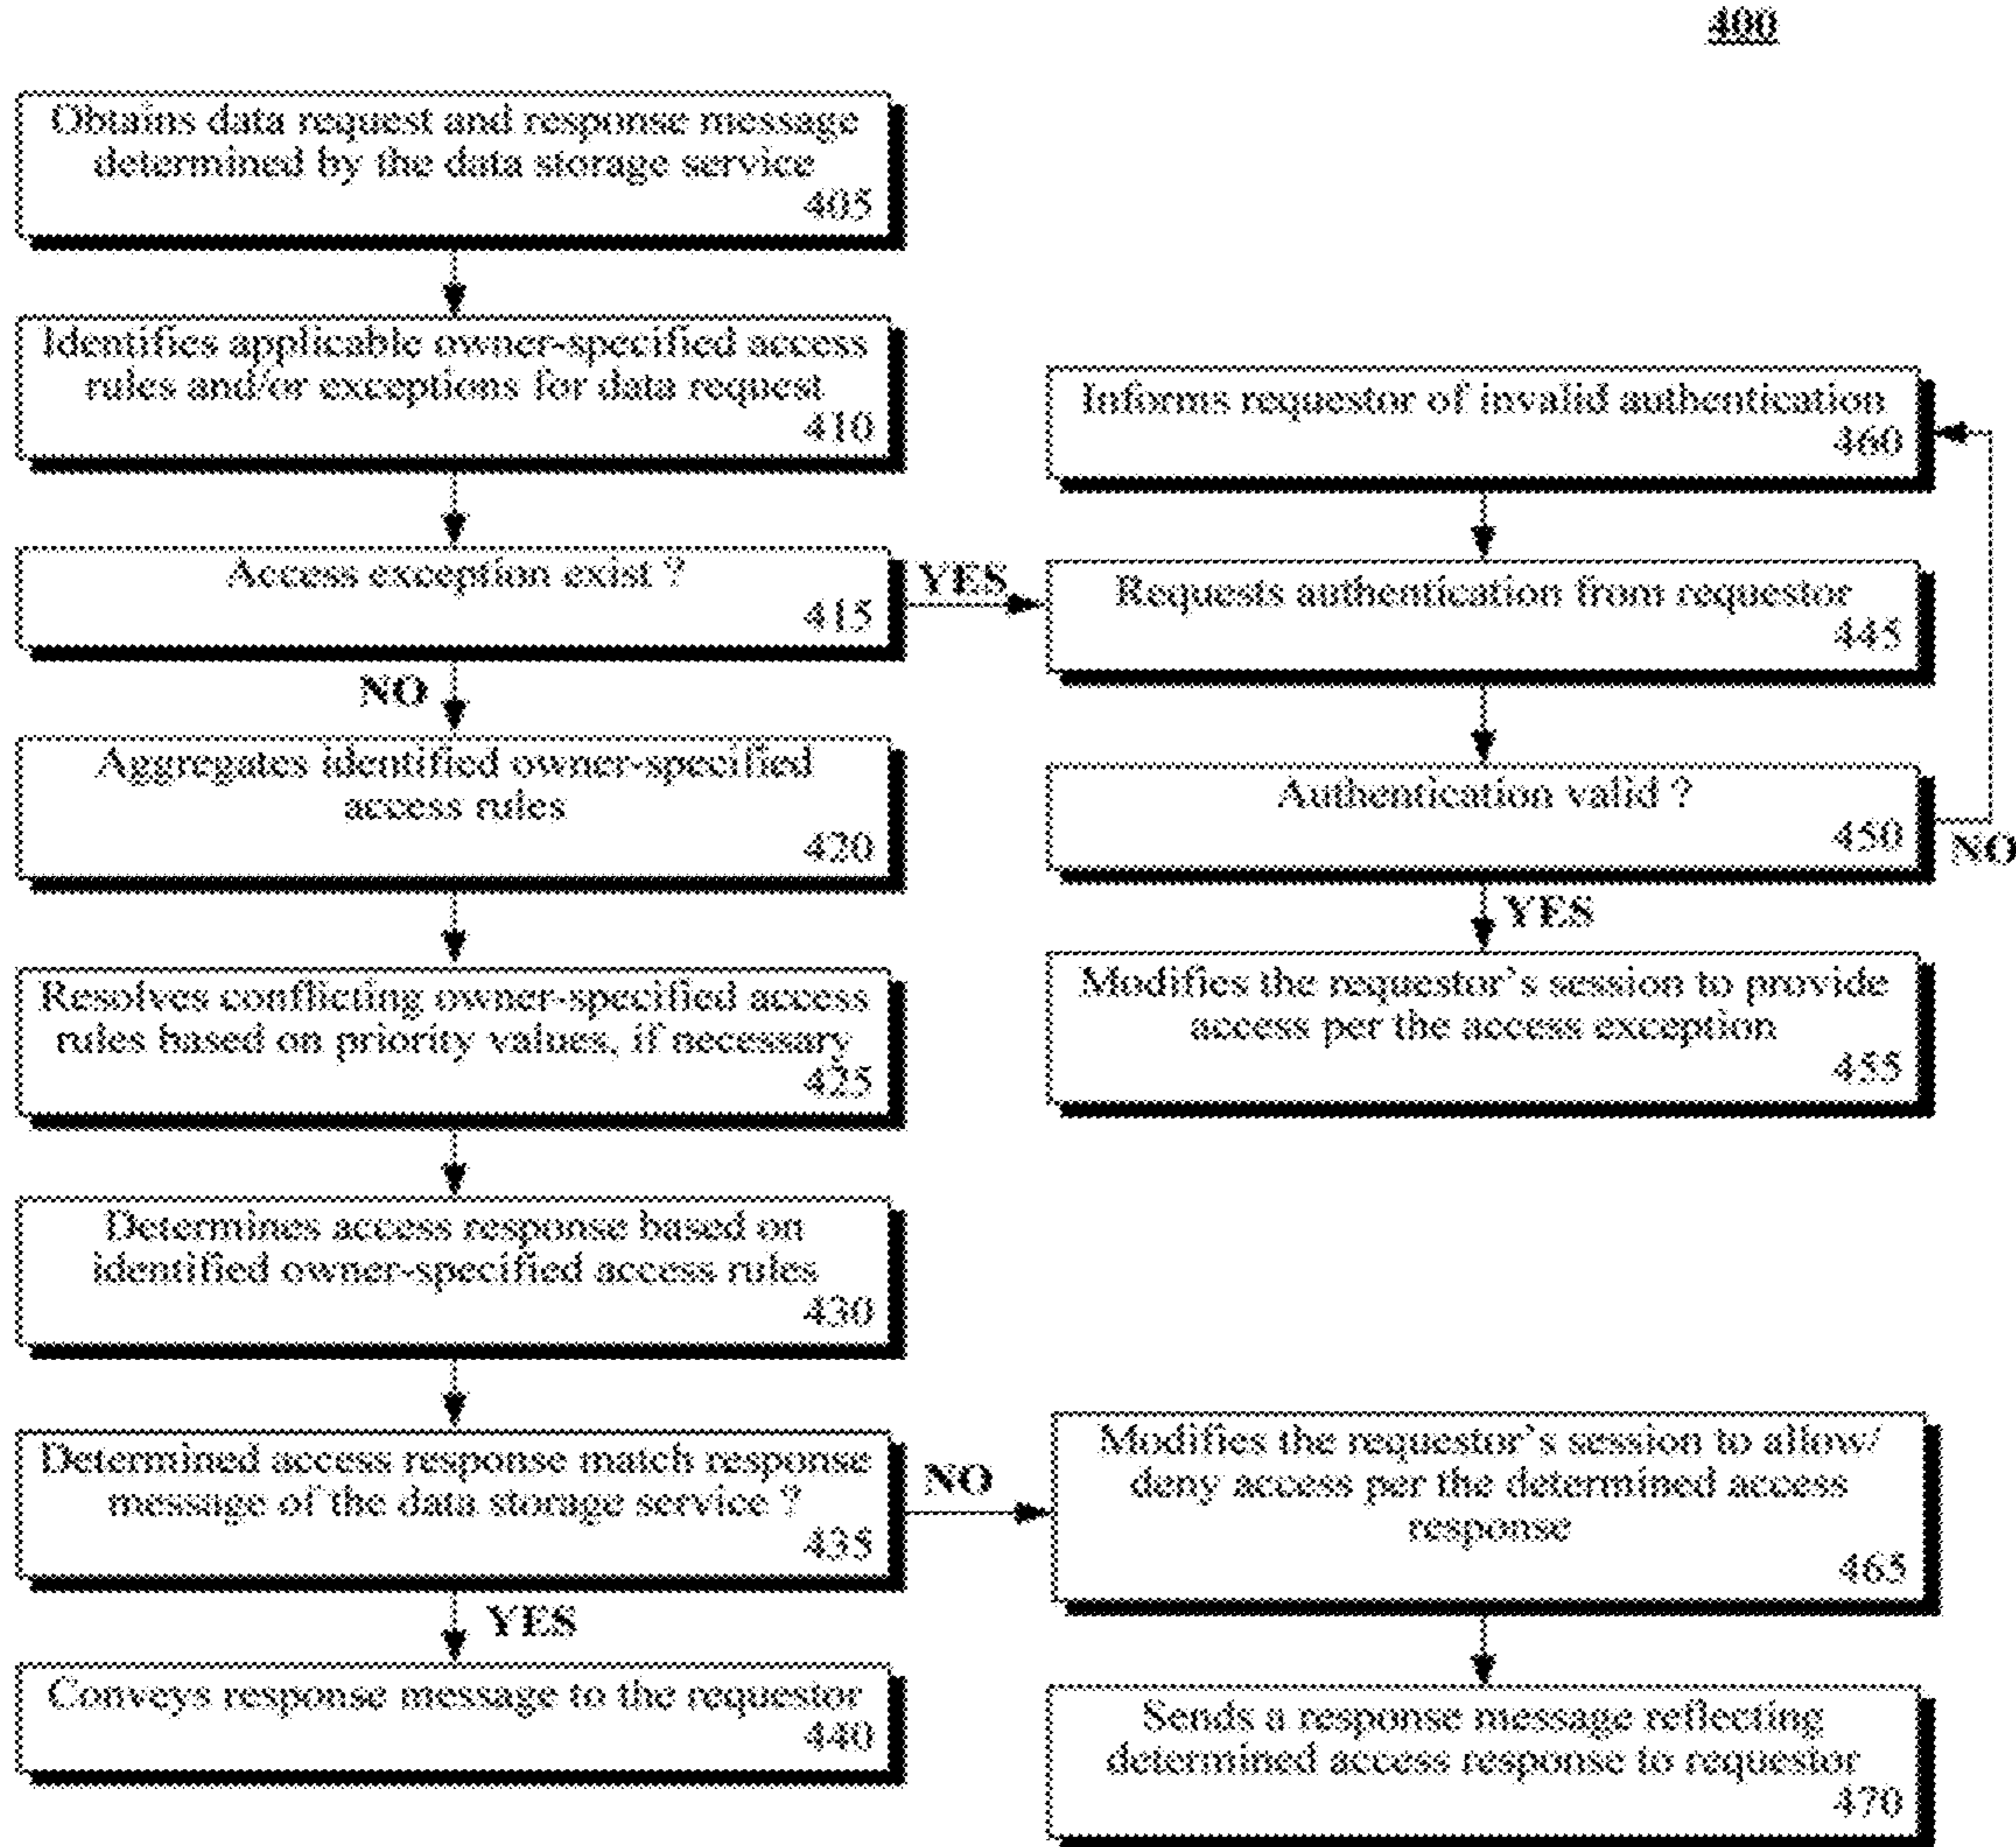 400
Obtains data request and response message
determined by the data storage service
405
Identifies applicable owner-specified access
rules and/or exceptions for data request
410
Access exception exist ?
415
YES
NO
Aggregates identified owner-specified
access rules
420
Resolves conflicting owner-specified access
rules based on priority values, if necessary
425
Determines access response based on
identified owner-specified access rules
430
Determined access response match response
message of the data storage service ?
435
NO
YES
Conveys response message to the requestor
440
Informs requestor of invalid authentication
460
Requests authentication from requestor
445
Authentication valid ?
450
NO
YES
Modifies the requestor's session to provide
access per the access exception
455
Modifies the requestor's session to allow/
deny access per the determined access
response
465
Sends a response message reflecting
determined access response to requestor
470